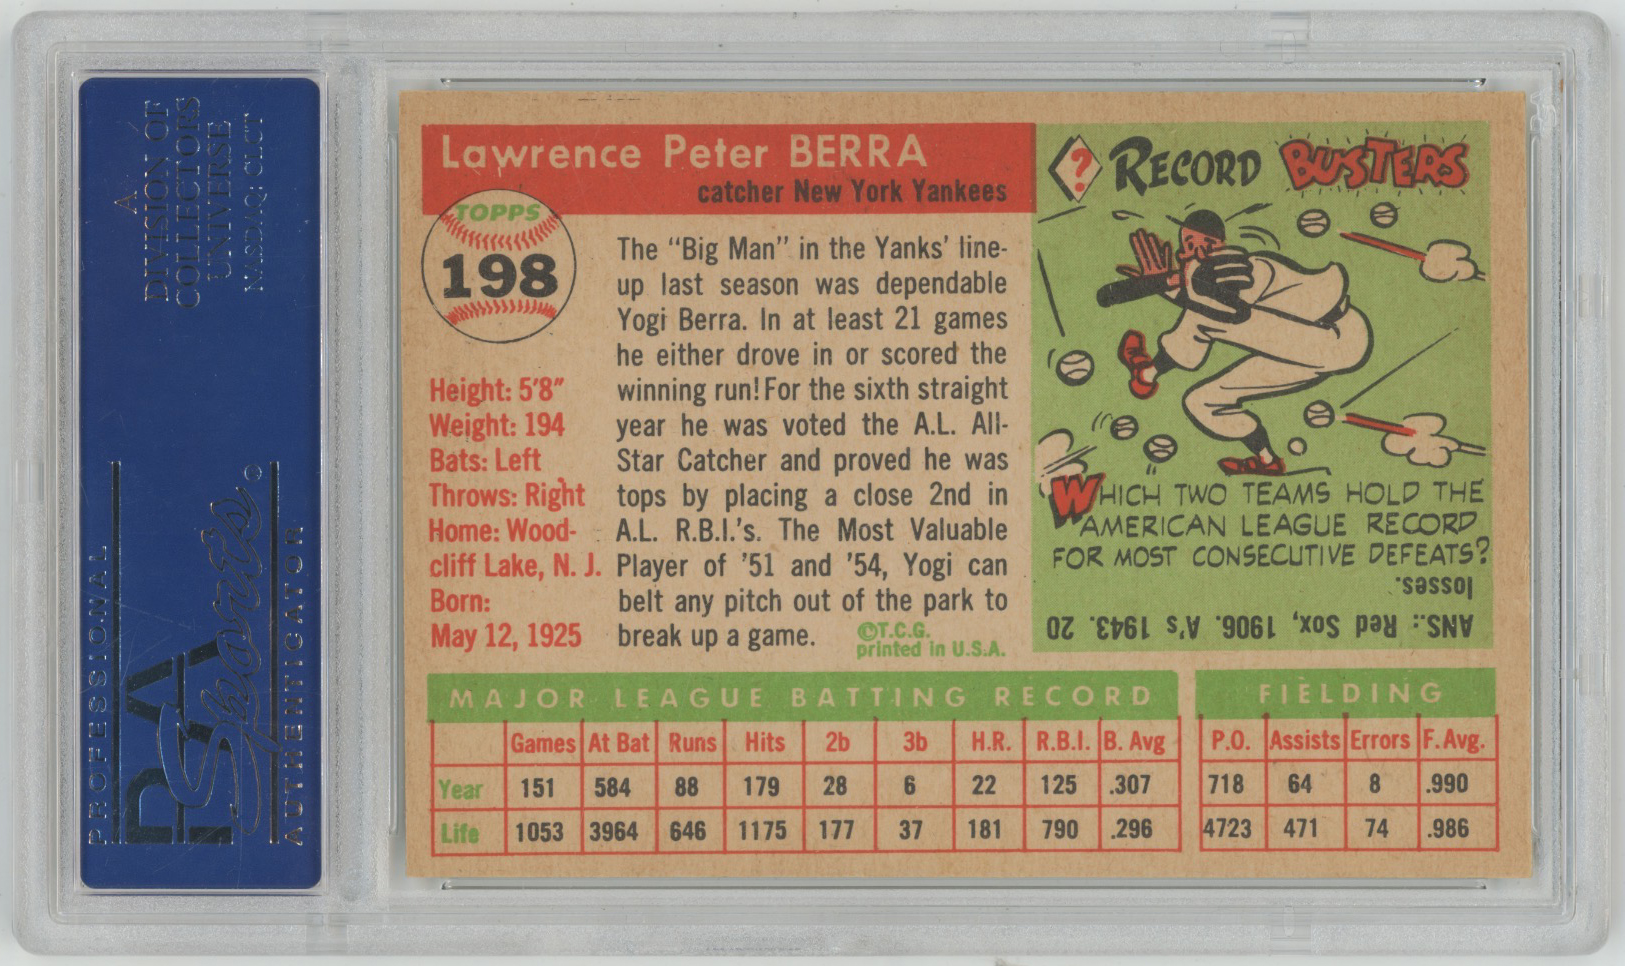 A
DIVISION OF
COLLECTORS
UNIVERSE
NASDAQ: CLCT
PROFESSIONAL
PSA
Sports
AUTHENTICATOR
Lawrence Peter BERRA
catcher New York Yankees
TOPPS
198
Height: 5'8"
Weight: 194
Bats: Left
Throws: Right
Home: Wood-
cliff Lake, N. J.
Born:
May 12, 1925
The "Big Man" in the Yanks' line-
up last season was dependable
Yogi Berra. In at least 21 games
he either drove in or scored the
winning run! For the sixth straight
year he was voted the A.L. All-
Star Catcher and proved he was
tops by placing a close 2nd in
A.L. R.B.I.'s. The Most Valuable
Player of '51 and '54, Yogi can
belt any pitch out of the park to
break up a game.
©T.C.G.
printed in U.S.A.
? RECORD BUSTERS
WHICH TWO TEAMS HOLD THE
AMERICAN LEAGUE RECORD
FOR MOST CONSECUTIVE DEFEATS?
ANS.: Red Sox, 1906. A's 1943. 20
losses.
MAJOR LEAGUE BATTING RECORD FIELDING
Games At Bat Runs Hits 2b 3b H.R. R.B.I. B. Avg P.O. Assists Errors F. Avg.
Year 151 584 88 179 28 6 22 125 .307 718 64 8 .990
Life 1053 3964 646 1175 177 37 181 790 .296 4723 471 74 .986